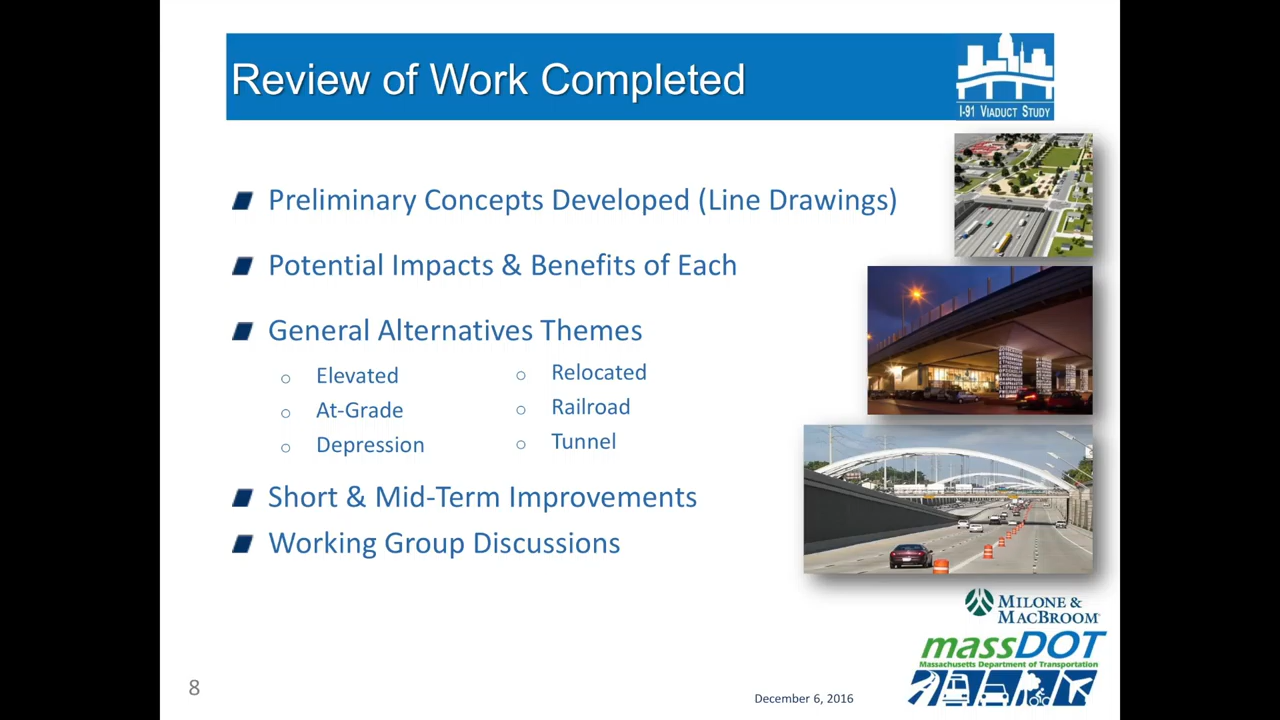 Review of Work Completed
I-91 VIADUCT STUDY
Preliminary Concepts Developed (Line Drawings)
Potential Impacts & Benefits of Each
General Alternatives Themes
Elevated
At-Grade
Depression
Relocated
Railroad
Tunnel
Short & Mid-Term Improvements
Working Group Discussions
MILONE &
MACBROOM
massDOT
Massachusetts Department of Transportation
8
December 6, 2016